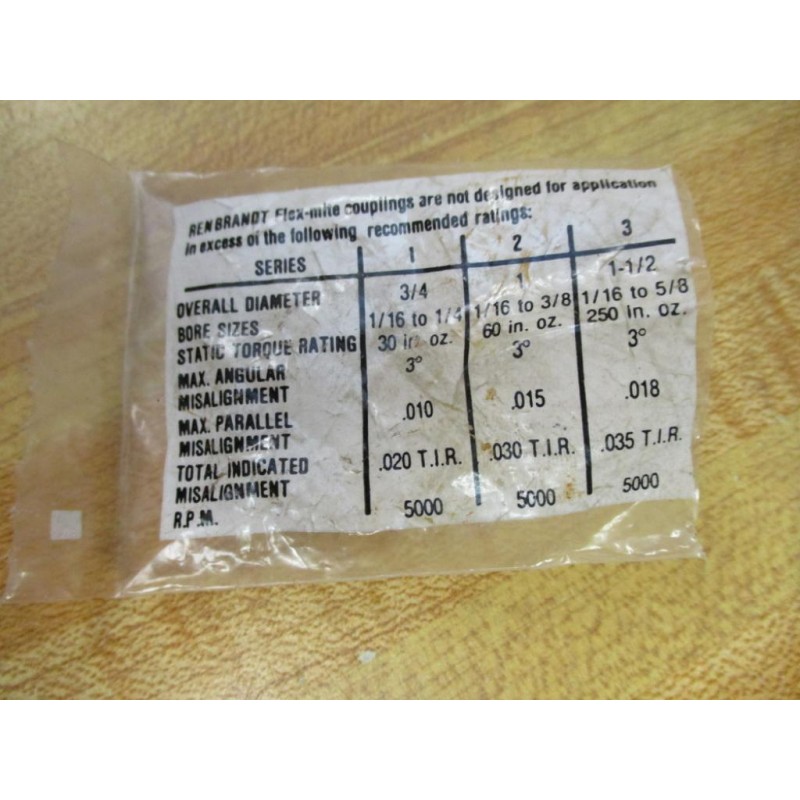 RENBRANDT Flex-mite couplings are not designed for application
in excess of the following recommended ratings:
SERIES 1 2 3
OVERALL DIAMETER 3/4 1 1-1/2
BORE SIZES 1/16 to 1/4 1/16 to 3/8 1/16 to 5/8
STATIC TORQUE RATING 30 in. oz. 60 in. oz. 250 in. oz.
MAX. ANGULAR 3° 3° 3°
MISALIGNMENT
MAX. PARALLEL .010 .015 .018
MISALIGNMENT
TOTAL INDICATED .020 T.I.R. .030 T.I.R. .035 T.I.R.
MISALIGNMENT
R.P.M. 5000 5000 5000